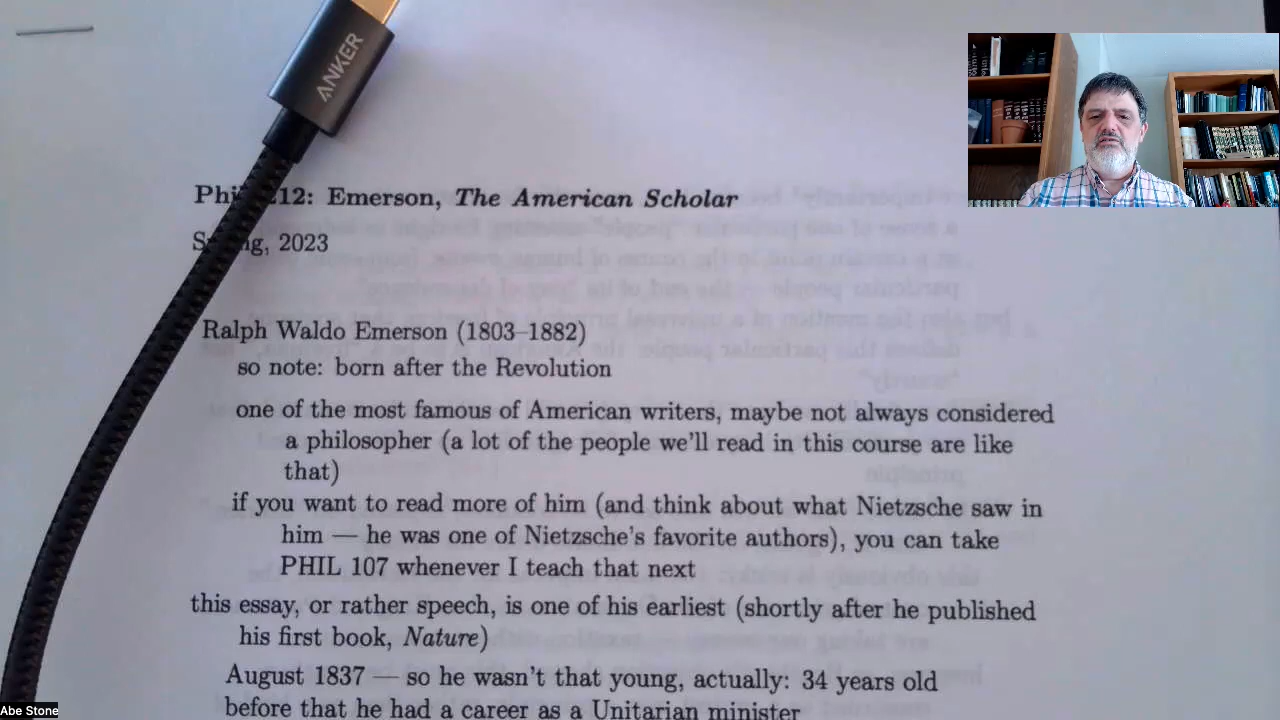 ANKER
Phi 12: Emerson, The American Scholar
S ng, 2023
Ralph Waldo Emerson (1803–1882)
so note: born after the Revolution
one of the most famous of American writers, maybe not always considered
a philosopher (a lot of the people we'll read in this course are like
that)
if you want to read more of him (and think about what Nietzsche saw in
him — he was one of Nietzsche's favorite authors), you can take
PHIL 107 whenever I teach that next
this essay, or rather speech, is one of his earliest (shortly after he published
his first book, Nature)
August 1837 — so he wasn't that young, actually: 34 years old
before that he had a career as a Unitarian minister
Abe Stone